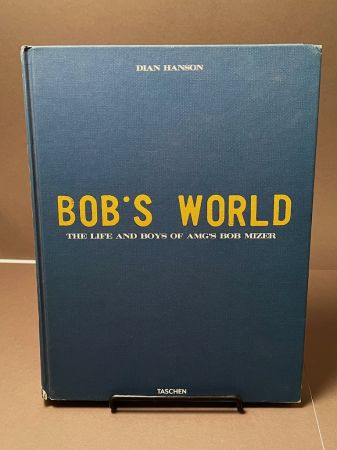 DIAN HANSON
BOB'S WORLD
THE LIFE AND BOYS OF AMG'S BOB MIZER
TASCHEN